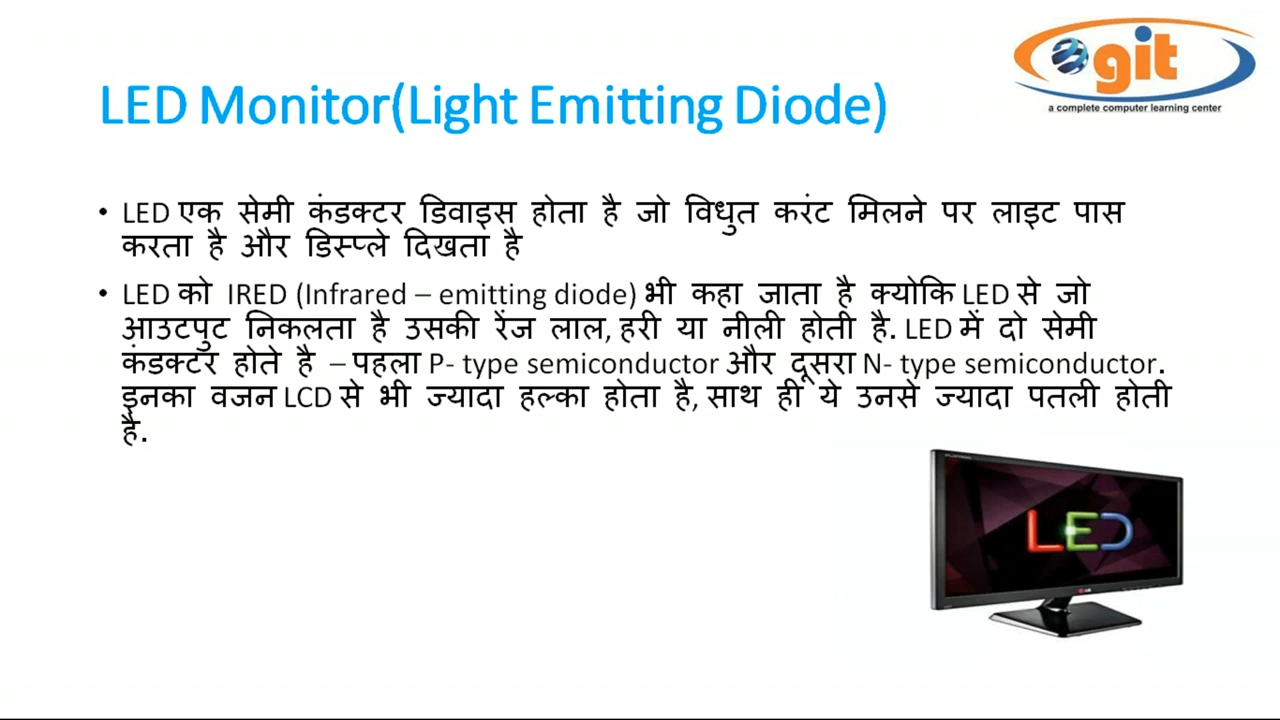 egit
a complete computer learning center
LED Monitor(Light Emitting Diode)
• LED एक सेमी कंडक्टर डिवाइस होता है जो विधुत करंट मिलने पर लाइट पास
करता है और डिस्प्ले दिखता है
• LED को IRED (Infrared – emitting diode) भी कहा जाता है क्योकि LED से जो
आउटपुट निकलता है उसकी रेंज लाल, हरी या नीली होती है. LED में दो सेमी
कंडक्टर होते है – पहला P- type semiconductor और दूसरा N- type semiconductor.
इनका वजन LCD से भी ज्यादा हल्का होता है, साथ ही ये उनसे ज्यादा पतली होती
है.
LED
LG